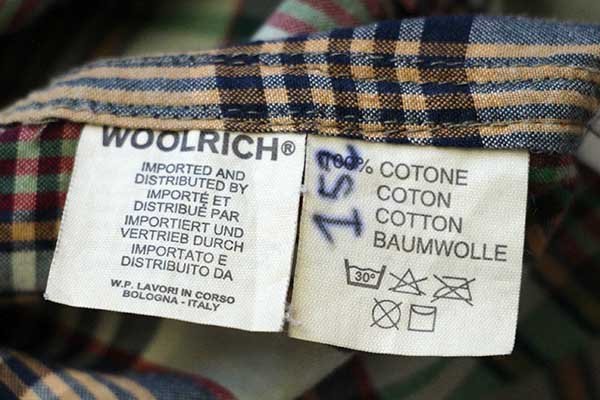 WOOLRICH®
IMPORTED AND
DISTRIBUTED BY
IMPORTÉ ET
DISTRIBUÉ PAR
IMPORTIERT UND
VERTRIEB DURCH
IMPORTATO E
DISTRIBUITO DA
W.P. LAVORI IN CORSO
BOLOGNA - ITALY
100% COTONE
COTON
COTTON
BAUMWOLLE
30°
152